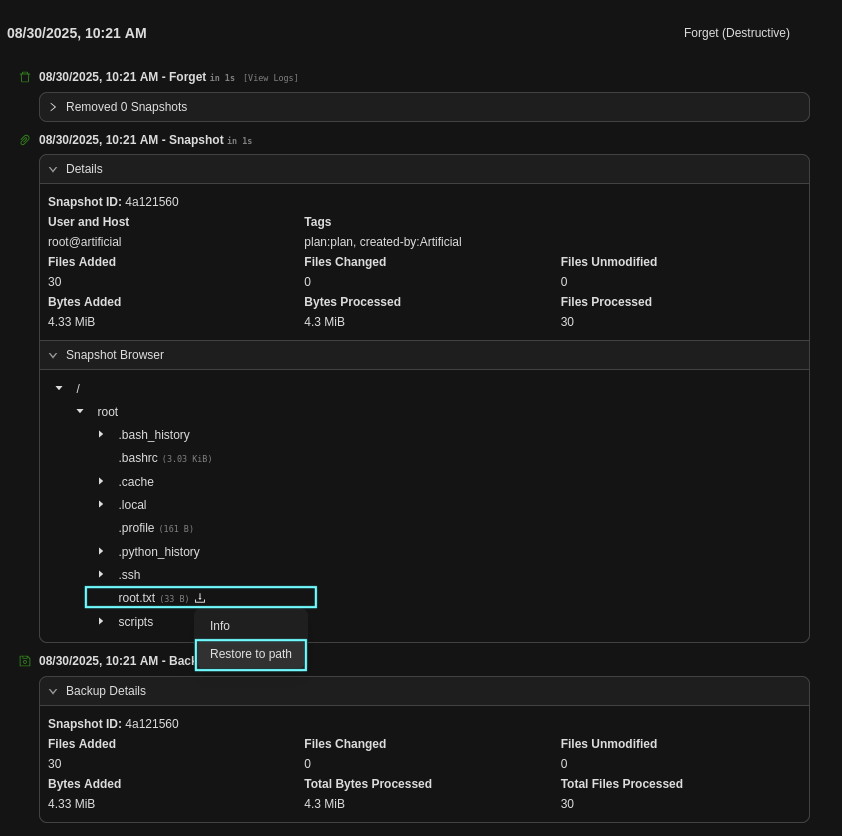 08/30/2025, 10:21 AM Forget (Destructive)
08/30/2025, 10:21 AM - Forget in 1s [View Logs]
Removed 0 Snapshots
08/30/2025, 10:21 AM - Snapshot in 1s
Details
Snapshot ID: 4a121560
User and Host Tags
root@artificial plan:plan, created-by:Artificial
Files Added Files Changed Files Unmodified
30 0 0
Bytes Added Bytes Processed Files Processed
4.33 MiB 4.3 MiB 30
Snapshot Browser
/
root
.bash_history
.bashrc (3.03 KiB)
.cache
.local
.profile (161 B)
.python_history
.ssh
root.txt (33 B)
scripts
Info
Restore to path
08/30/2025, 10:21 AM - Back
Backup Details
Snapshot ID: 4a121560
Files Added Files Changed Files Unmodified
30 0 0
Bytes Added Total Bytes Processed Total Files Processed
4.33 MiB 4.3 MiB 30